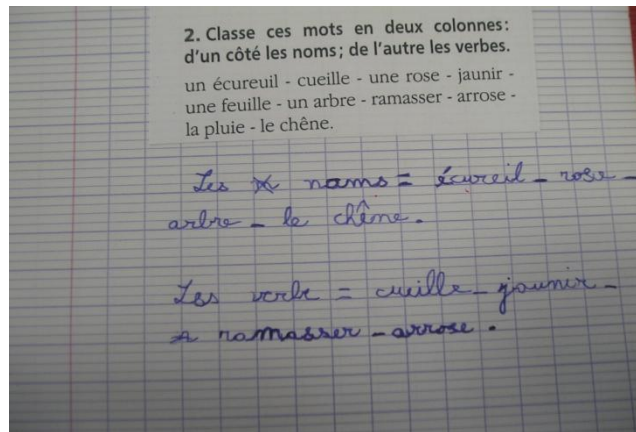 2. Classe ces mots en deux colonnes:
d'un côté les noms; de l'autre les verbes.
un écureuil - cueille - une rose - jaunir -
une feuille - un arbre - ramasser - arrose -
la pluie - le chêne.
Les noms = écureil - rose -
arbre - le chêne.
Les verbe = cueille - jaunir -
ramasser - arrose.